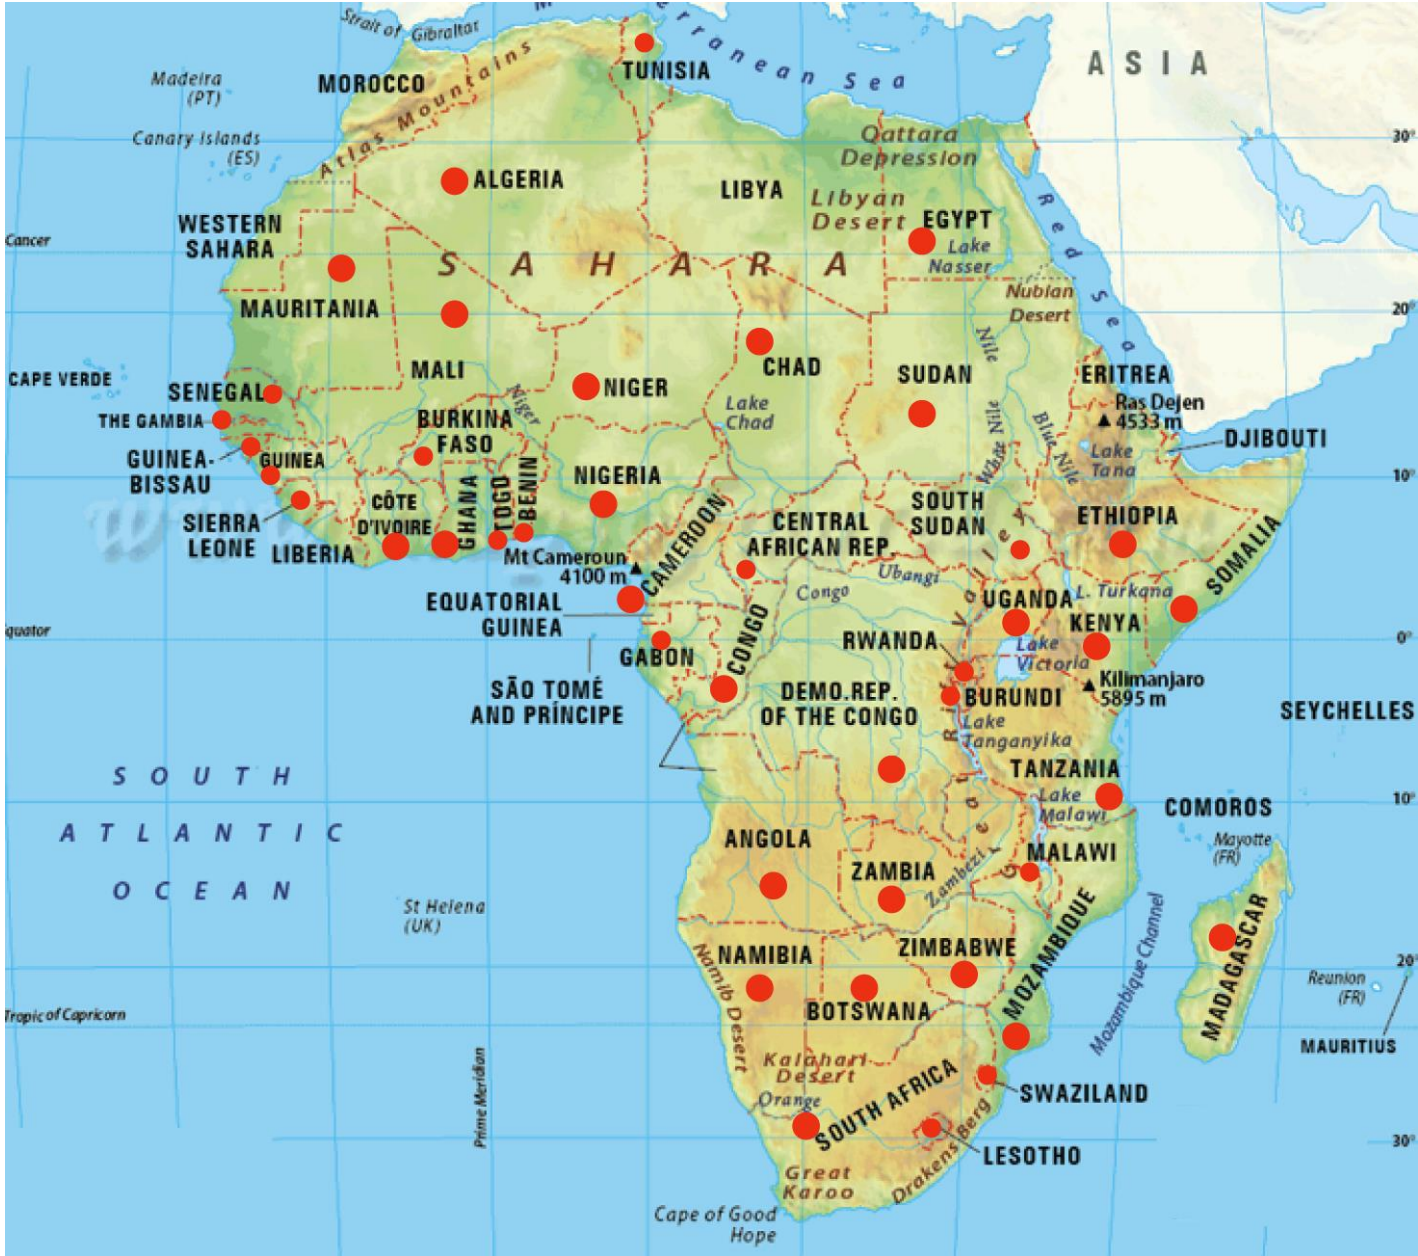 Strait of Gibraltar
Mediterranean Sea
ASIA
Madeira
(PT)
MOROCCO
TUNISIA
Atlas Mountains
Canary Islands
(ES)
Qattara
Depression
30°
ALGERIA
LIBYA
Libyan
Desert
EGYPT
Red Sea
WESTERN
SAHARA
Cancer
Lake
Nasser
SAHARA
Nubian
Desert
MAURITANIA
20°
Nile
MALI
CHAD
SUDAN
ERITREA
CAPE VERDE
SENEGAL
NIGER
Niger
Lake
Chad
Ras Dejen
4533 m
THE GAMBIA
BURKINA
FASO
White Nile
Blue Nile
Lake
Tana
DJIBOUTI
GUINEA-
BISSAU
GUINEA
NIGERIA
10°
CÔTE
D'IVOIRE
GHANA
TOGO
BENIN
CAMEROON
CENTRAL
AFRICAN REP.
SOUTH
SUDAN
ETHIOPIA
SOMALIA
SIERRA
LEONE
LIBERIA
Mt Cameroun
4100 m
Ubangi
Congo
L. Turkana
EQUATORIAL
GUINEA
UGANDA
KENYA
Equator
0°
GABON
CONGO
RWANDA
Lake
Victoria
Great Rift Valley
SÃO TOMÉ
AND PRÍNCIPE
DEMO.REP.
OF THE CONGO
BURUNDI
Kilimanjaro
5895 m
SEYCHELLES
Lake
Tanganyika
SOUTH
ATLANTIC
OCEAN
TANZANIA
Lake
Malawi
10°
COMOROS
Mayotte
(FR)
ANGOLA
ZAMBIA
Zambezi
MALAWI
St Helena
(UK)
MOZAMBIQUE
Mozambique Channel
MADAGASCAR
NAMIBIA
Namib Desert
ZIMBABWE
20°
Reunion
(FR)
BOTSWANA
Tropic of Capricorn
MAURITIUS
Prime Meridian
Kalahari
Desert
Orange
SOUTH AFRICA
SWAZILAND
Drakens Berg
LESOTHO
30°
Great
Karoo
Cape of Good
Hope